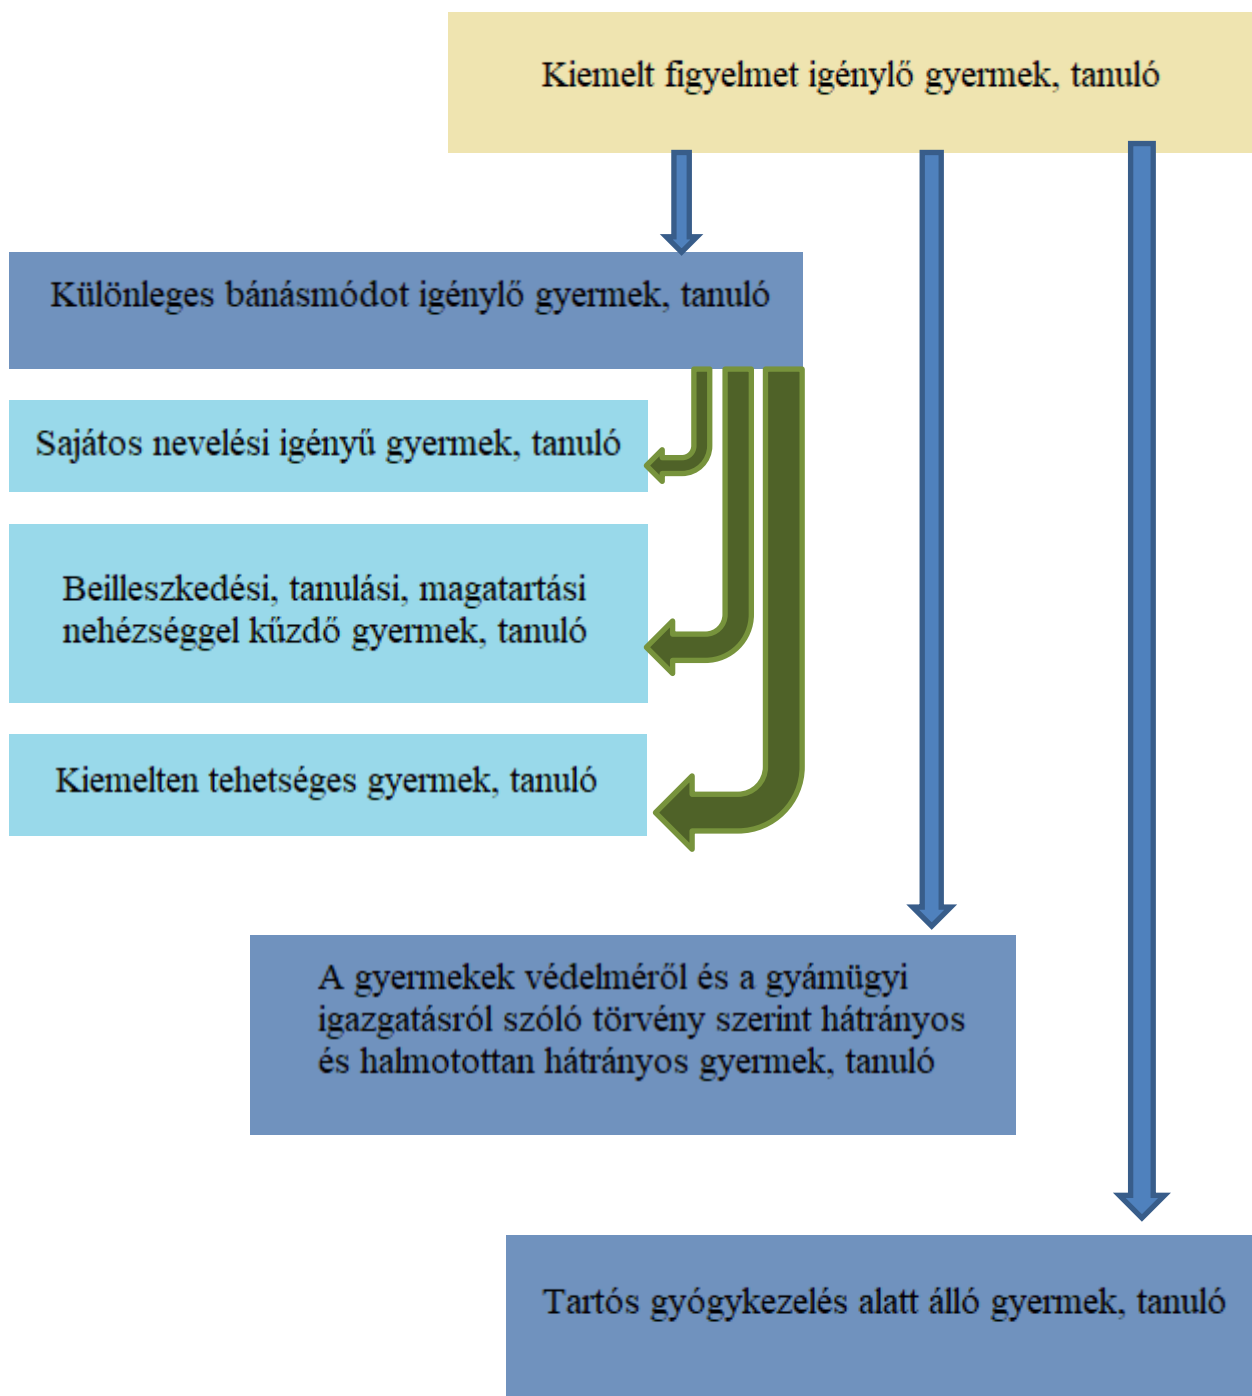 Kiemelt figyelmet igénylő gyermek, tanuló
Különleges bánásmódot igénylő gyermek, tanuló
Sajátos nevelési igényű gyermek, tanuló
Beilleszkedési, tanulási, magatartási
nehézséggel kűzdő gyermek, tanuló
Kiemelten tehetséges gyermek, tanuló
A gyermekek védelméről és a gyámügyi
igazgatásról szóló törvény szerint hátrányos
és halmotottan hátrányos gyermek, tanuló
Tartós gyógykezelés alatt álló gyermek, tanuló